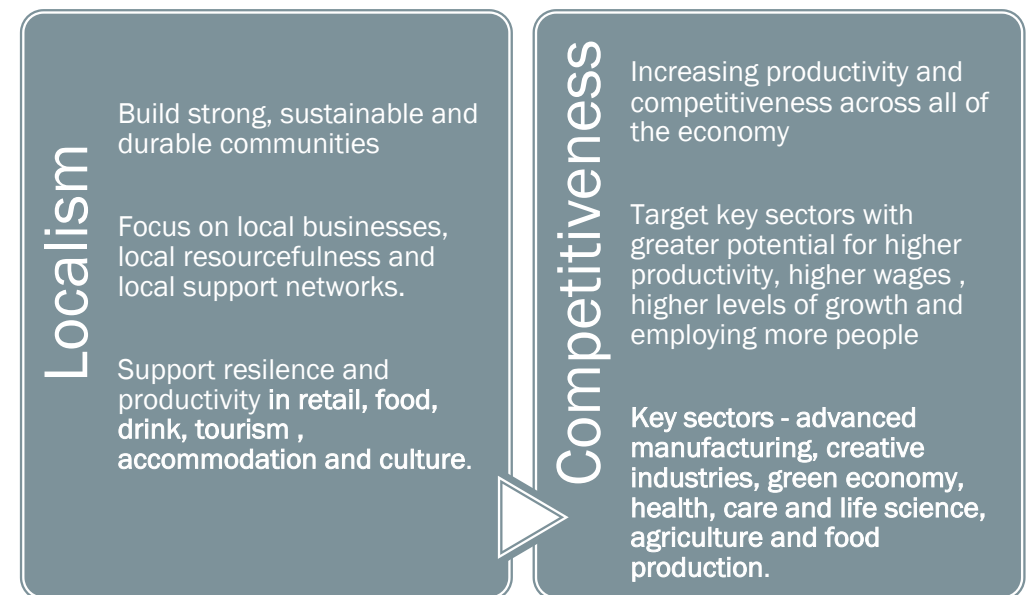 Localism
Build strong, sustainable and
durable communities
Focus on local businesses,
local resourcefulness and
local support networks.
Support resilence and
productivity in retail, food,
drink, tourism ,
accommodation and culture.
Competitiveness
Increasing productivity and
competitiveness across all of
the economy
Target key sectors with
greater potential for higher
productivity, higher wages ,
higher levels of growth and
employing more people
Key sectors - advanced
manufacturing, creative
industries, green economy,
health, care and life science,
agriculture and food
production.